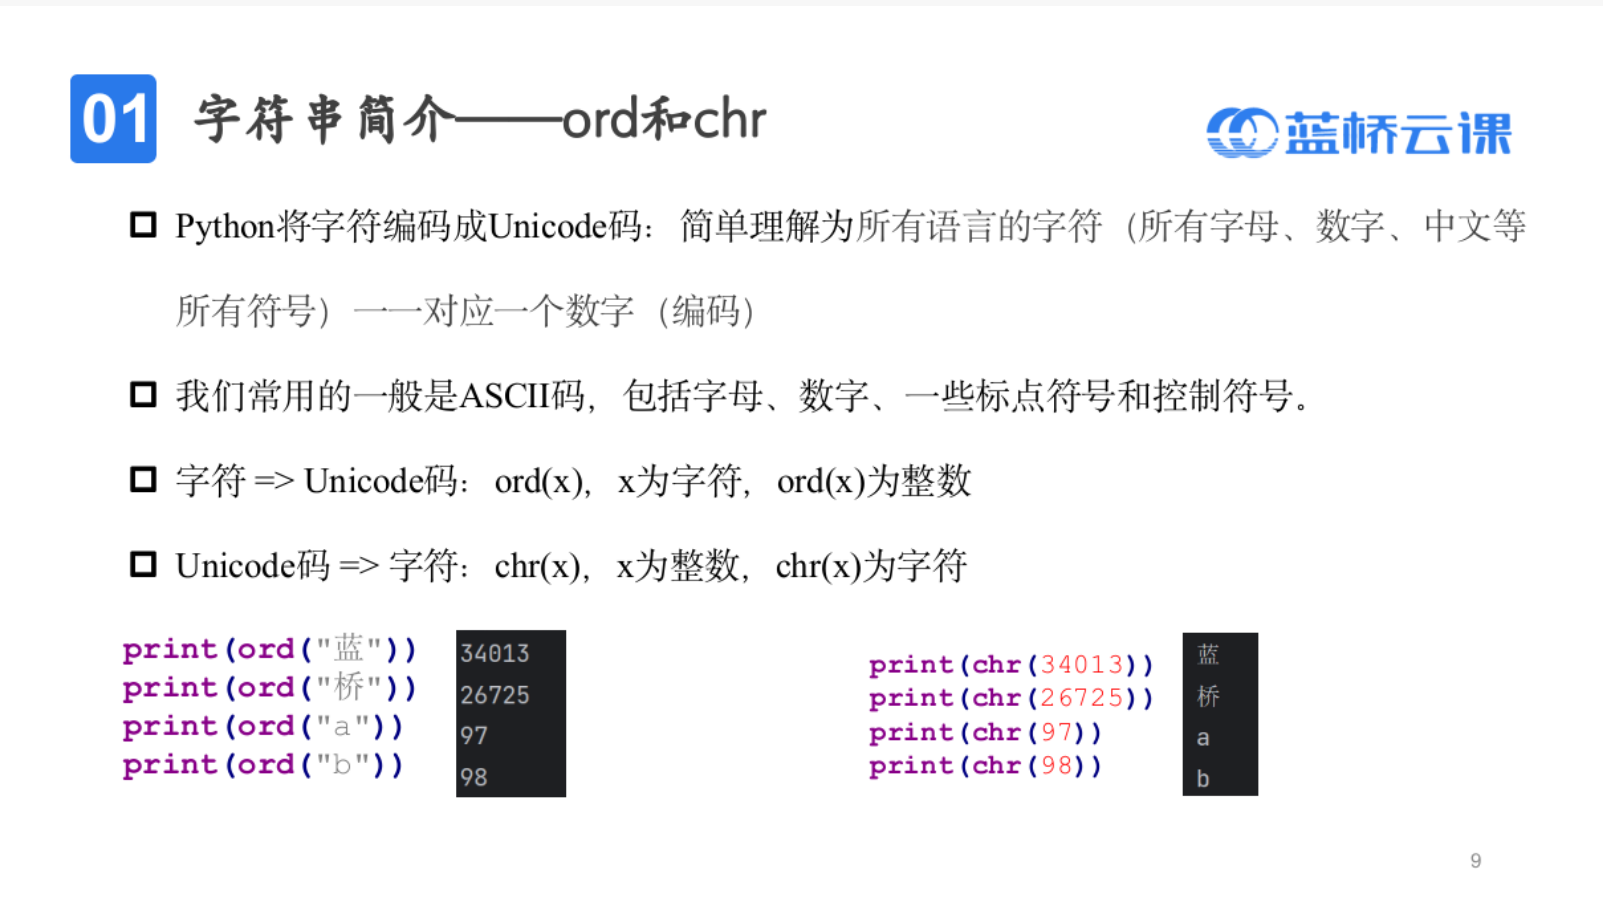 01 字符串简介——ord和chr
蓝桥云课
Python将字符编码成Unicode码：简单理解为所有语言的字符（所有字母、数字、中文等
所有符号）一一对应一个数字（编码）
我们常用的一般是ASCII码，包括字母、数字、一些标点符号和控制符号。
字符 => Unicode码：ord(x)，x为字符，ord(x)为整数
Unicode码 => 字符：chr(x)，x为整数，chr(x)为字符
print(ord("蓝"))
print(ord("桥"))
print(ord("a"))
print(ord("b"))
34013
26725
97
98
print(chr(34013))
print(chr(26725))
print(chr(97))
print(chr(98))
蓝
桥
a
b
9